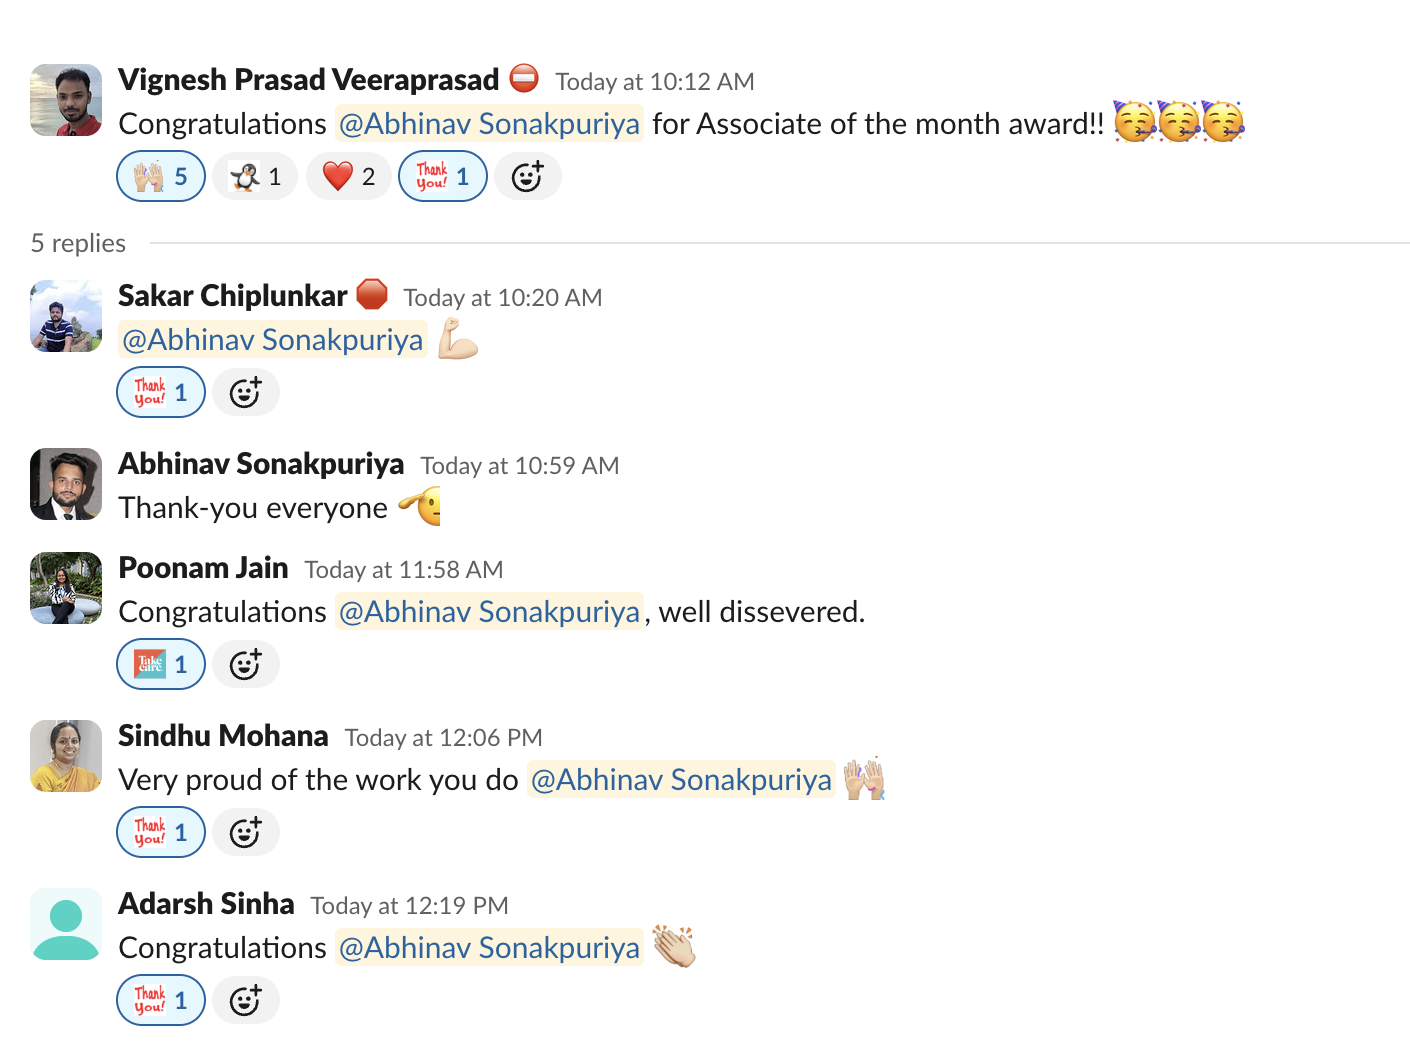 Vignesh Prasad Veeraprasad Today at 10:12 AM
Congratulations @Abhinav Sonakpuriya for Associate of the month award!!
5 1 2 Thank You! 1
5 replies
Sakar Chiplunkar Today at 10:20 AM
@Abhinav Sonakpuriya
Thank You! 1
Abhinav Sonakpuriya Today at 10:59 AM
Thank-you everyone
Poonam Jain Today at 11:58 AM
Congratulations @Abhinav Sonakpuriya, well dissevered.
Take care 1
Sindhu Mohana Today at 12:06 PM
Very proud of the work you do @Abhinav Sonakpuriya
Thank You! 1
Adarsh Sinha Today at 12:19 PM
Congratulations @Abhinav Sonakpuriya
Thank You! 1